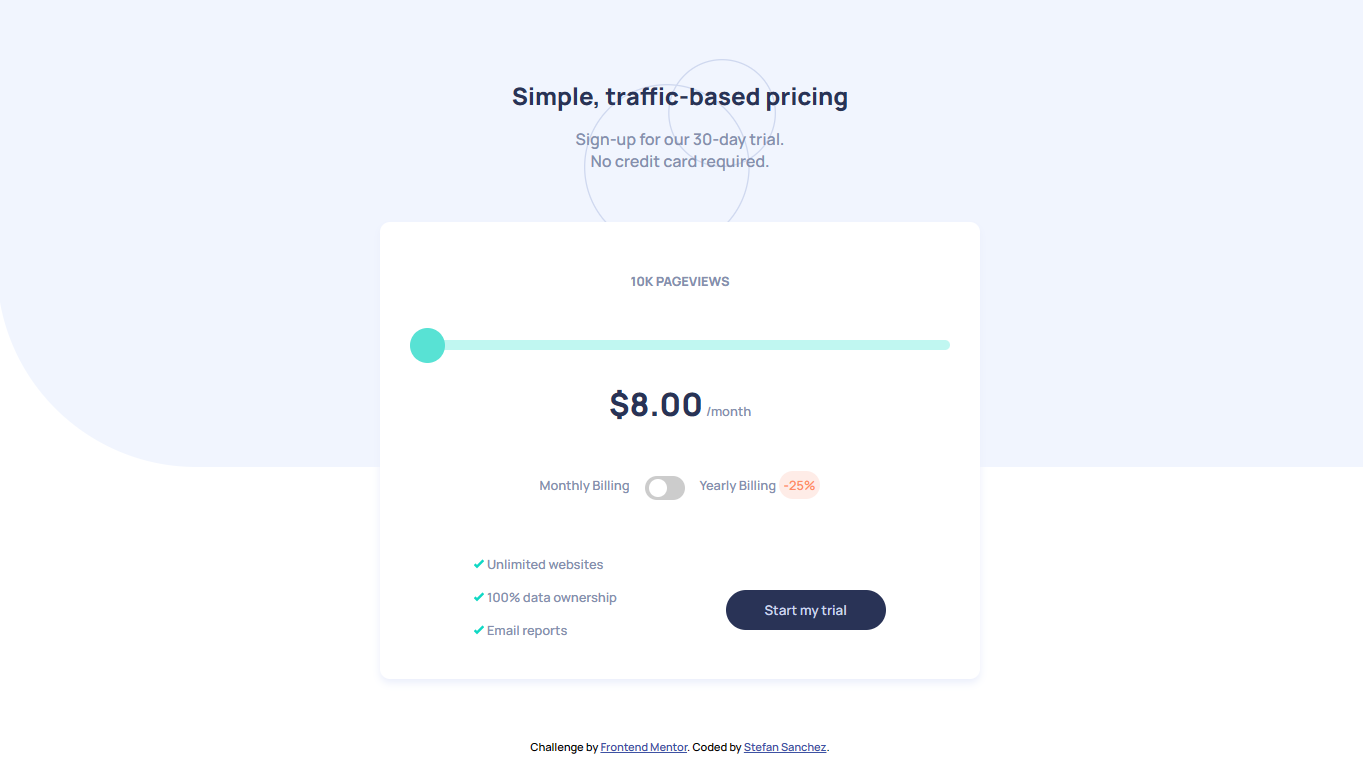 Simple, traffic-based pricing
Sign-up for our 30-day trial.
No credit card required.
10K PAGEVIEWS
$8.00 /month
Monthly Billing Yearly Billing -25%
Unlimited websites
100% data ownership
Email reports
Start my trial
Challenge by Frontend Mentor. Coded by Stefan Sanchez.